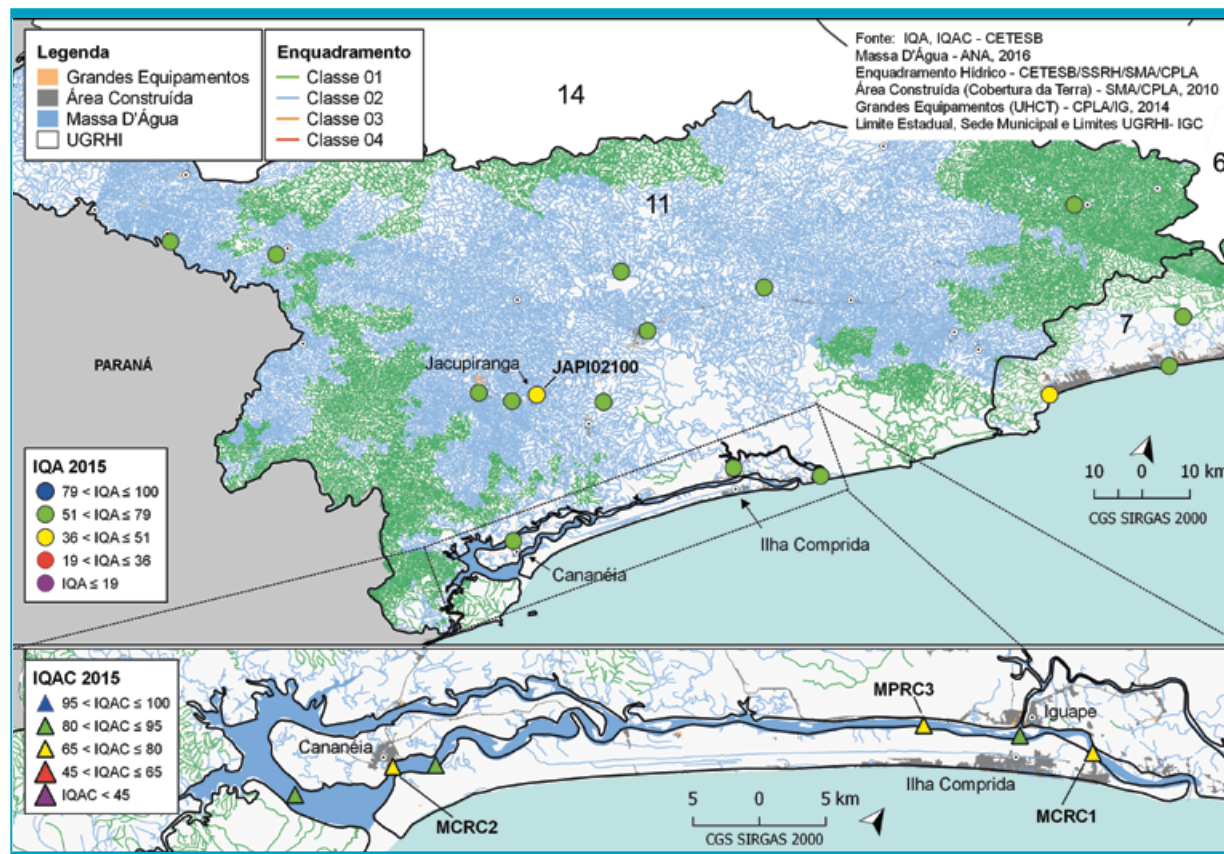 Legenda
Grandes Equipamentos
Área Construída
Massa D'Água
UGRHI
Enquadramento
Classe 01
Classe 02
Classe 03
Classe 04
Fonte: IQA, IQAC - CETESB
Massa D'Água - ANA, 2016
Enquadramento Hídrico - CETESB/SSRH/SMA/CPLA
Área Construída (Cobertura da Terra) - SMA/CPLA, 2010
Grandes Equipamentos (UHCT) - CPLA/IG, 2014
Limite Estadual, Sede Municipal e Limites UGRHI- IGC
14
6
11
7
PARANÁ
Jacupiranga
JAPI02100
IQA 2015
79 < IQA ≤ 100
51 < IQA ≤ 79
36 < IQA ≤ 51
19 < IQA ≤ 36
IQA ≤ 19
10 0 10 km
CGS SIRGAS 2000
Ilha Comprida
Cananéia
IQAC 2015
95 < IQAC ≤ 100
80 < IQAC ≤ 95
65 < IQAC ≤ 80
45 < IQAC ≤ 65
IQAC < 45
MPRC3
Iguape
Cananéia
Ilha Comprida
5 0 5 km
MCRC2
MCRC1
CGS SIRGAS 2000